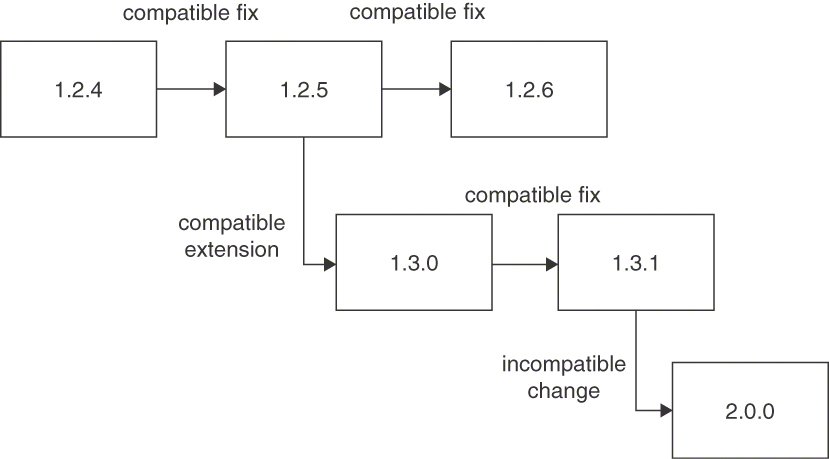 compatible fix
compatible fix
1.2.4
1.2.5
1.2.6
compatible
extension
compatible fix
1.3.0
1.3.1
incompatible
change
2.0.0